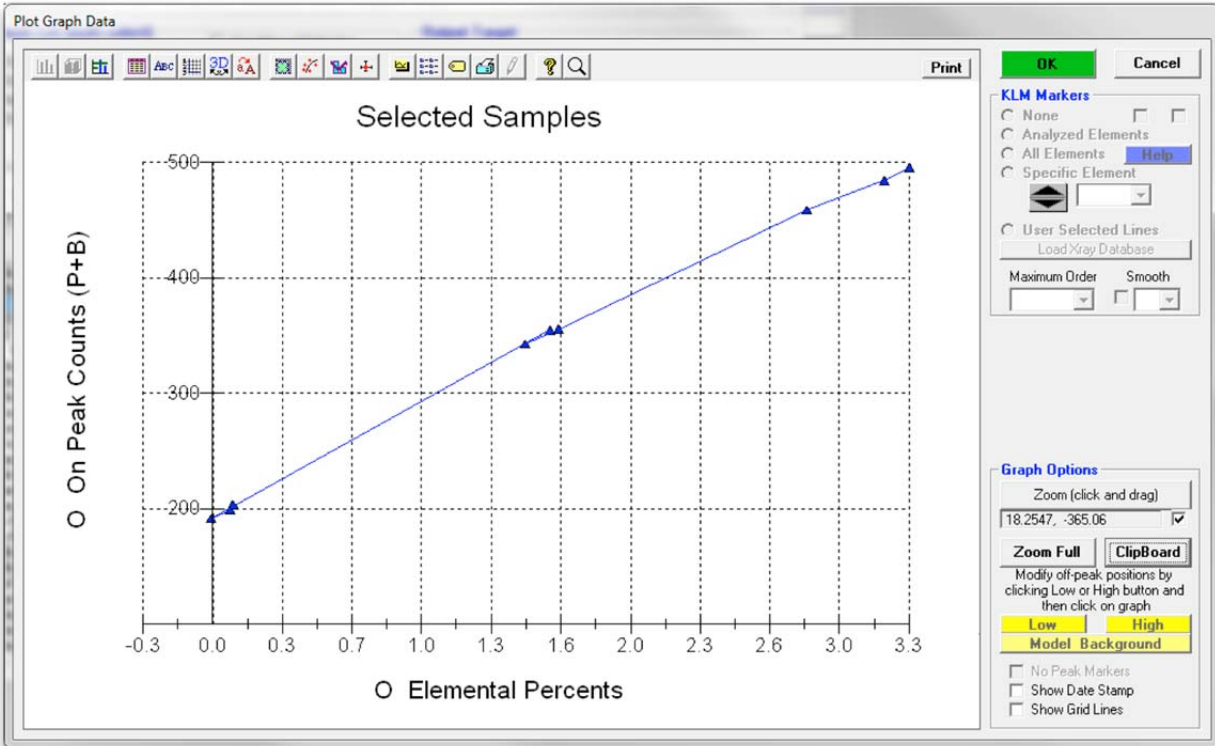 Plot Graph Data
Output Target
ABC
3D
A
?
Print
OK
Cancel
Selected Samples
500
400
300
200
O On Peak Counts (P+B)
-0.3 0.0 0.3 0.7 1.0 1.3 1.6 2.0 2.3 2.6 3.0 3.3
O Elemental Percents
KLM Markers
None
Analyzed Elements
All Elements
Help
Specific Element
User Selected Lines
Load Xray Database
Maximum Order Smooth
Graph Options
Zoom (click and drag)
18.2547, -365.06
Zoom Full ClipBoard
Modify off-peak positions by
clicking Low or High button and
then click on graph
Low High
Model Background
No Peak Markers
Show Date Stamp
Show Grid Lines